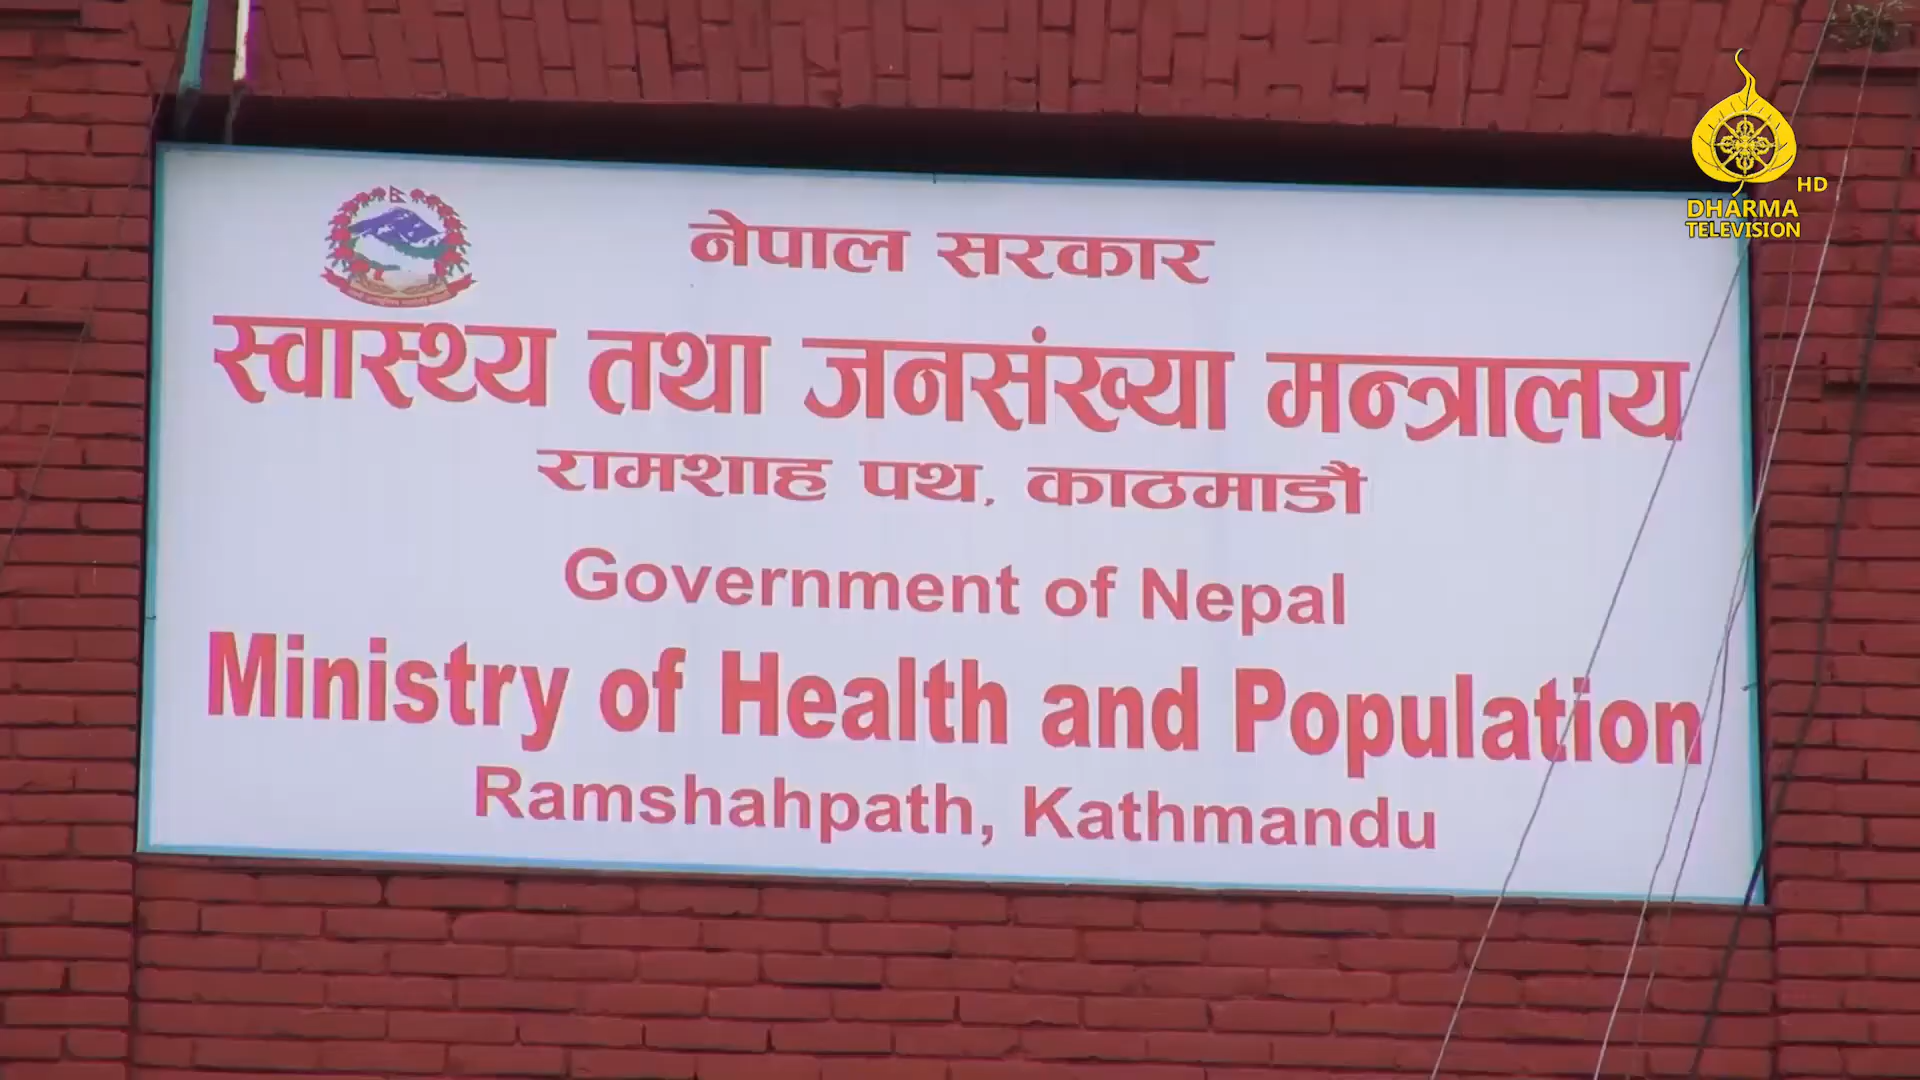 नेपाल सरकार
स्वास्थ्य तथा जनसंख्या मन्त्रालय
रामशाह पथ, काठमाडौं
Government of Nepal
Ministry of Health and Population
Ramshahpath, Kathmandu
HD
DHARMA
TELEVISION